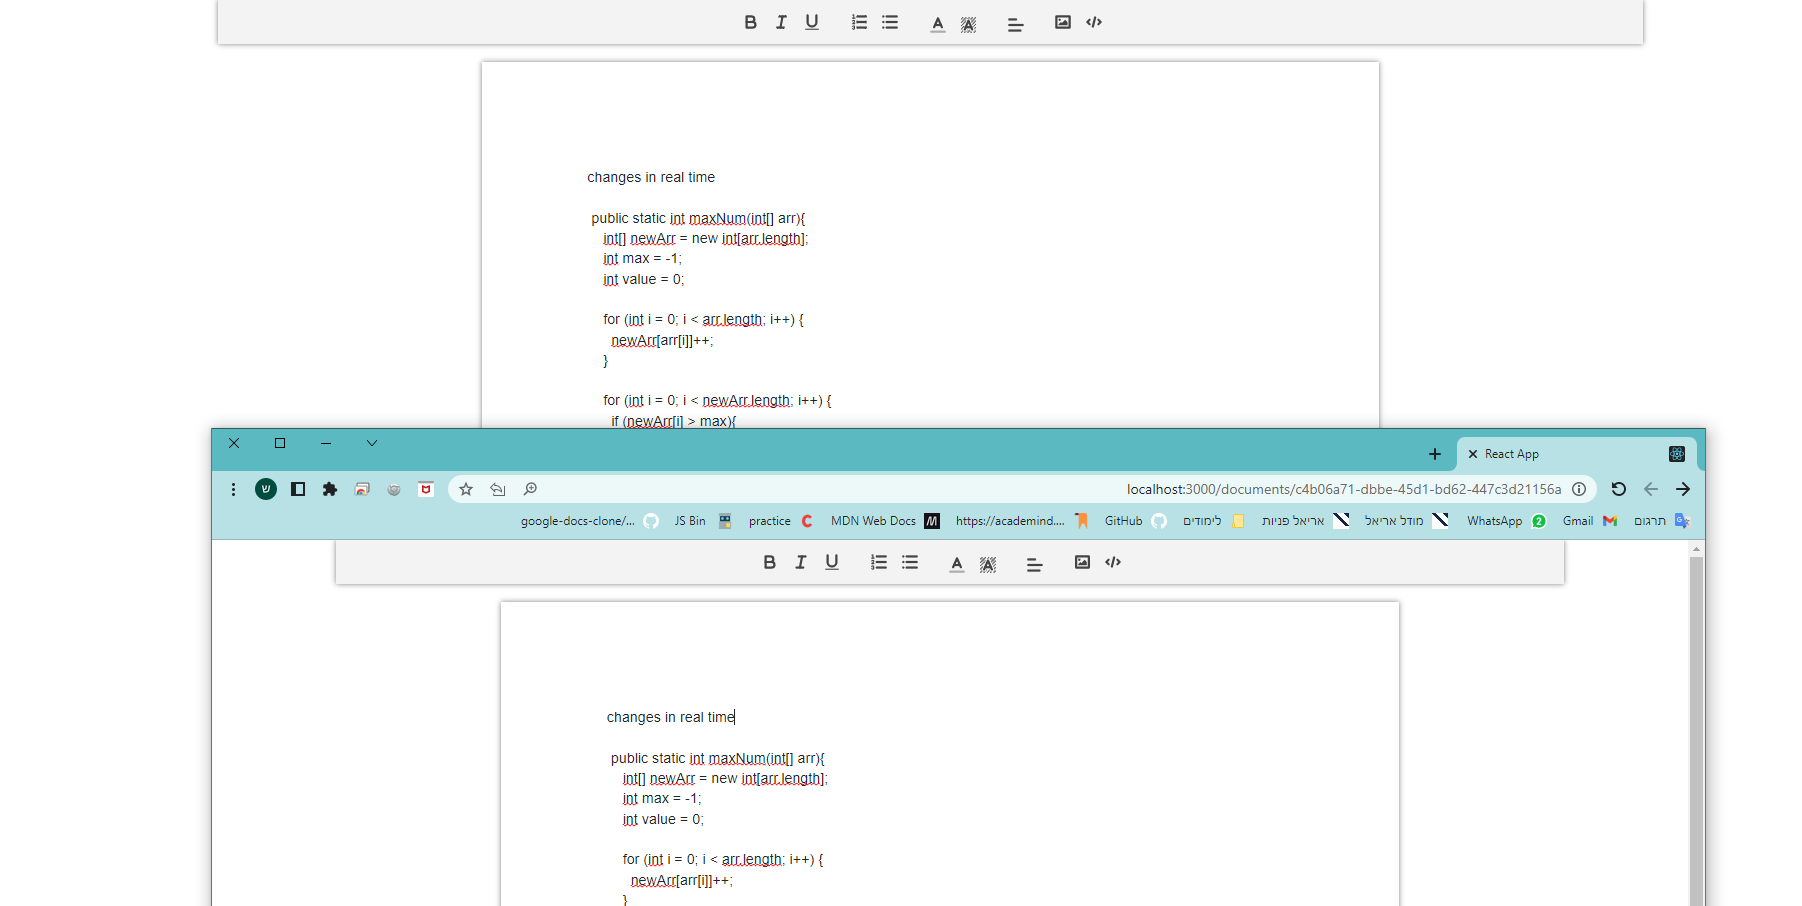 changes in real time
public static int maxNum(int[] arr){
int[] newArr = new int[arr.length];
int max = -1;
int value = 0;
for (int i = 0; i < arr.length; i++) {
newArr[arr[i]]++;
}
for (int i = 0; i < newArr.length; i++) {
if (newArr[i] > max){
React App
ש
localhost:3000/documents/c4b06a71-dbbe-45d1-bd62-447c3d21156a
google-docs-clone/... JS Bin practice MDN Web Docs https://academind.... GitHub לימודים אריאל פניות מודל אריאל WhatsApp 2 Gmail תרגום
changes in real time
public static int maxNum(int[] arr){
int[] newArr = new int[arr.length];
int max = -1;
int value = 0;
for (int i = 0; i < arr.length; i++) {
newArr[arr[i]]++;
}